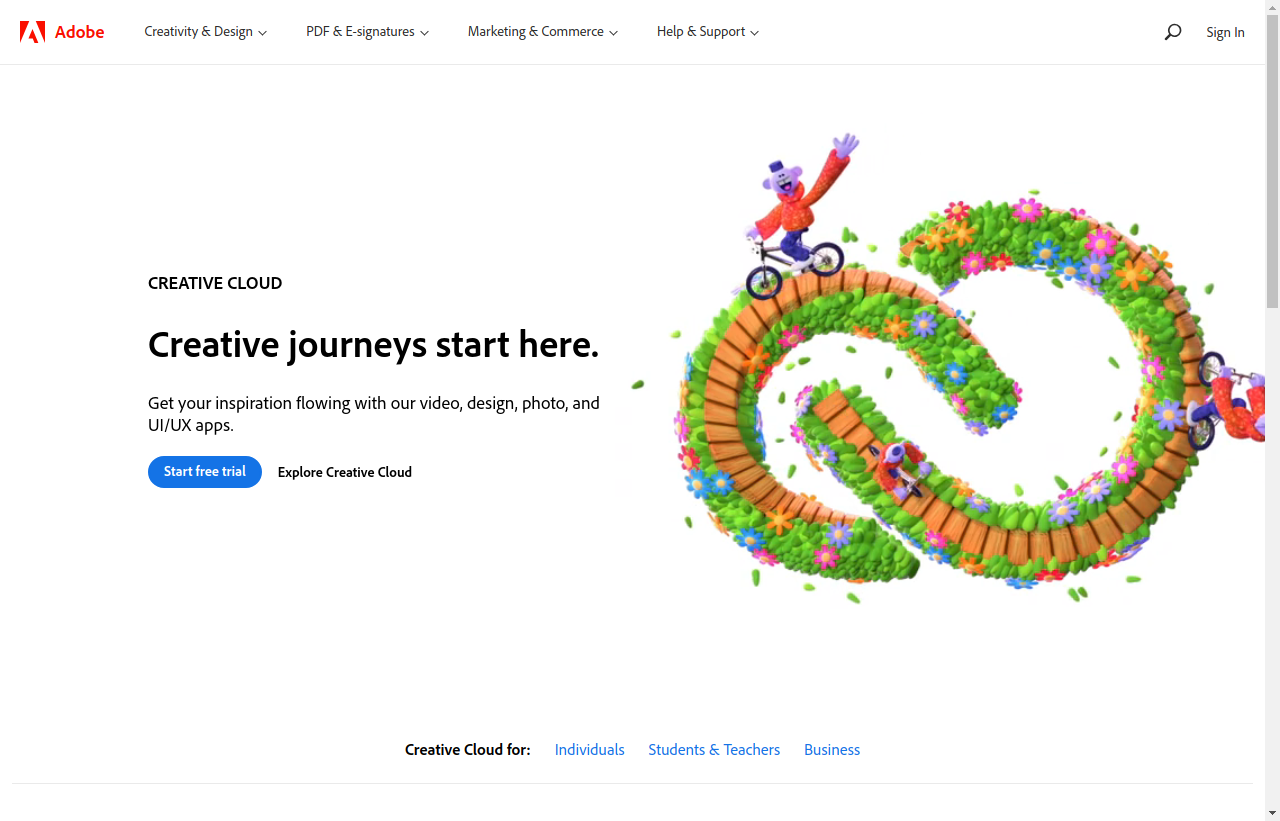 Adobe
Creativity & Design
PDF & E-signatures
Marketing & Commerce
Help & Support
Sign In
CREATIVE CLOUD
Creative journeys start here.
Get your inspiration flowing with our video, design, photo, and
UI/UX apps.
Start free trial
Explore Creative Cloud
Creative Cloud for:
Individuals
Students & Teachers
Business